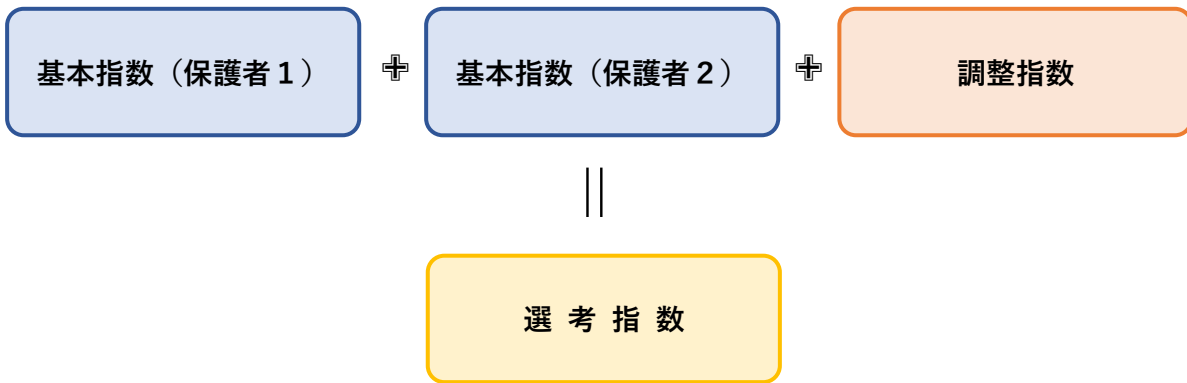 基本指数（保護者１）
＋
基本指数（保護者２）
＋
調整指数
||
選 考 指 数